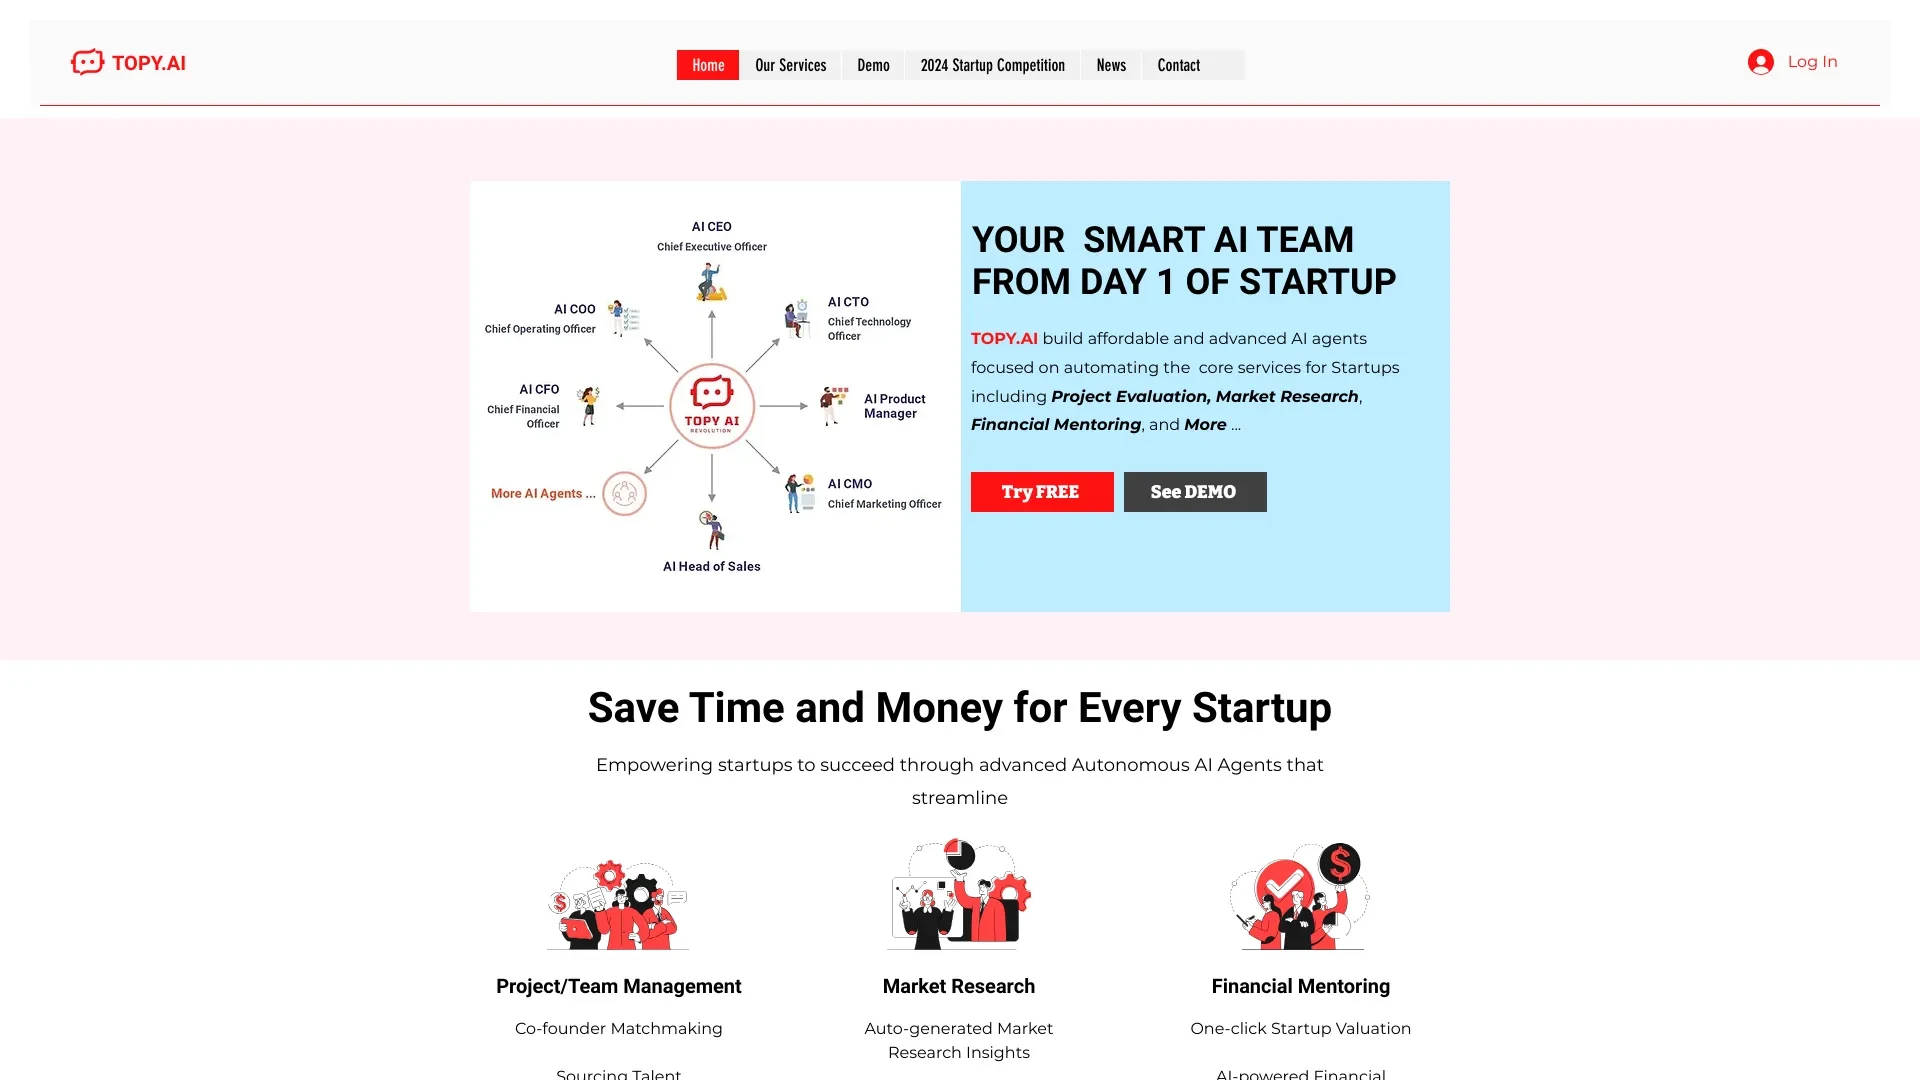 TOPY.AI
Home
Our Services
Demo
2024 Startup Competition
News
Contact
Log In
AI CEO
Chief Executive Officer
AI COO
Chief Operating Officer
AI CTO
Chief Technology
Officer
AI CFO
Chief Financial
Officer
TOPY AI
REVOLUTION
AI Product
Manager
More AI Agents ...
AI CMO
Chief Marketing Officer
AI Head of Sales
YOUR SMART AI TEAM
FROM DAY 1 OF STARTUP
TOPY.AI build affordable and advanced AI agents
focused on automating the core services for Startups
including Project Evaluation, Market Research,
Financial Mentoring, and More ...
Try FREE
See DEMO
Save Time and Money for Every Startup
Empowering startups to succeed through advanced Autonomous AI Agents that
streamline
Project/Team Management
Co-founder Matchmaking
Sourcing Talent
Market Research
Auto-generated Market
Research Insights
Financial Mentoring
One-click Startup Valuation
AI-powered Financial